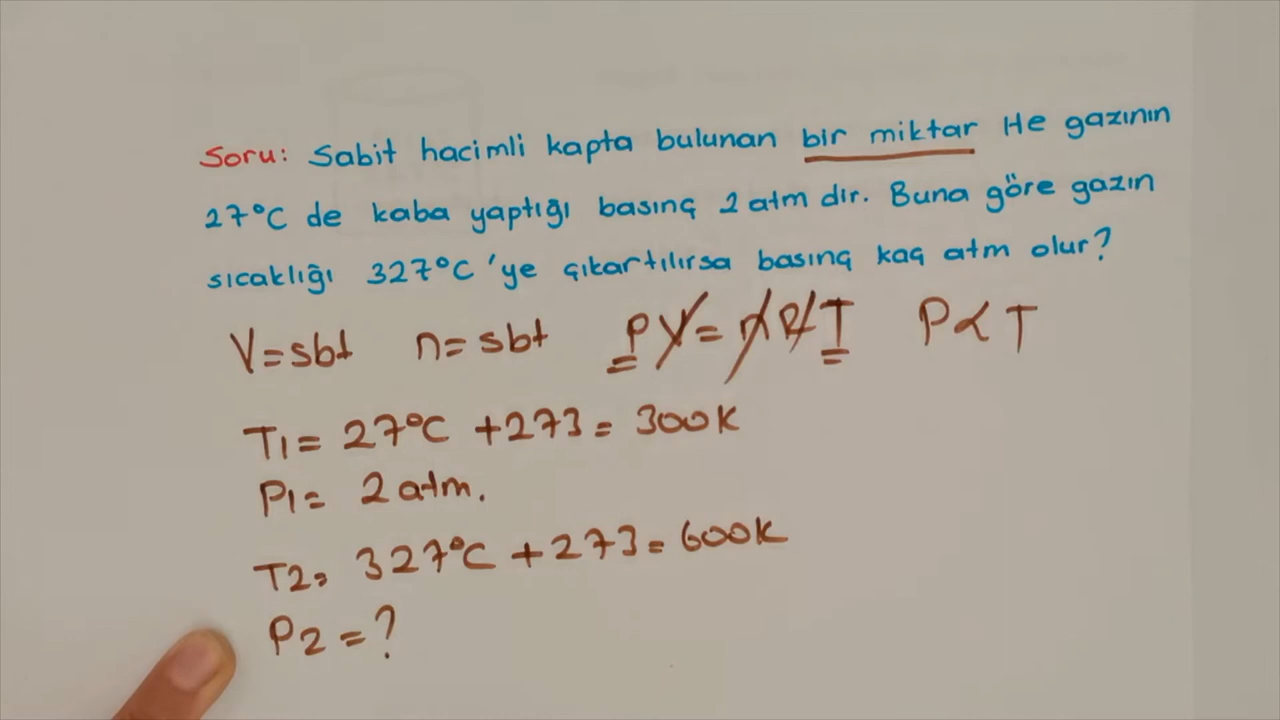 Soru: Sabit hacimli kapta bulunan bir miktar He gazının
27°C de kaba yaptığı basınç 2 atm dir. Buna göre gazın
sıcaklığı 327°C'ye çıkartılırsa basınç kaç atm olur?
V=sbt n=sbt PV=nRT P∝T
T1=27°C +273=300K
P1=2atm.
T2=327°C+273=600K
P2=?